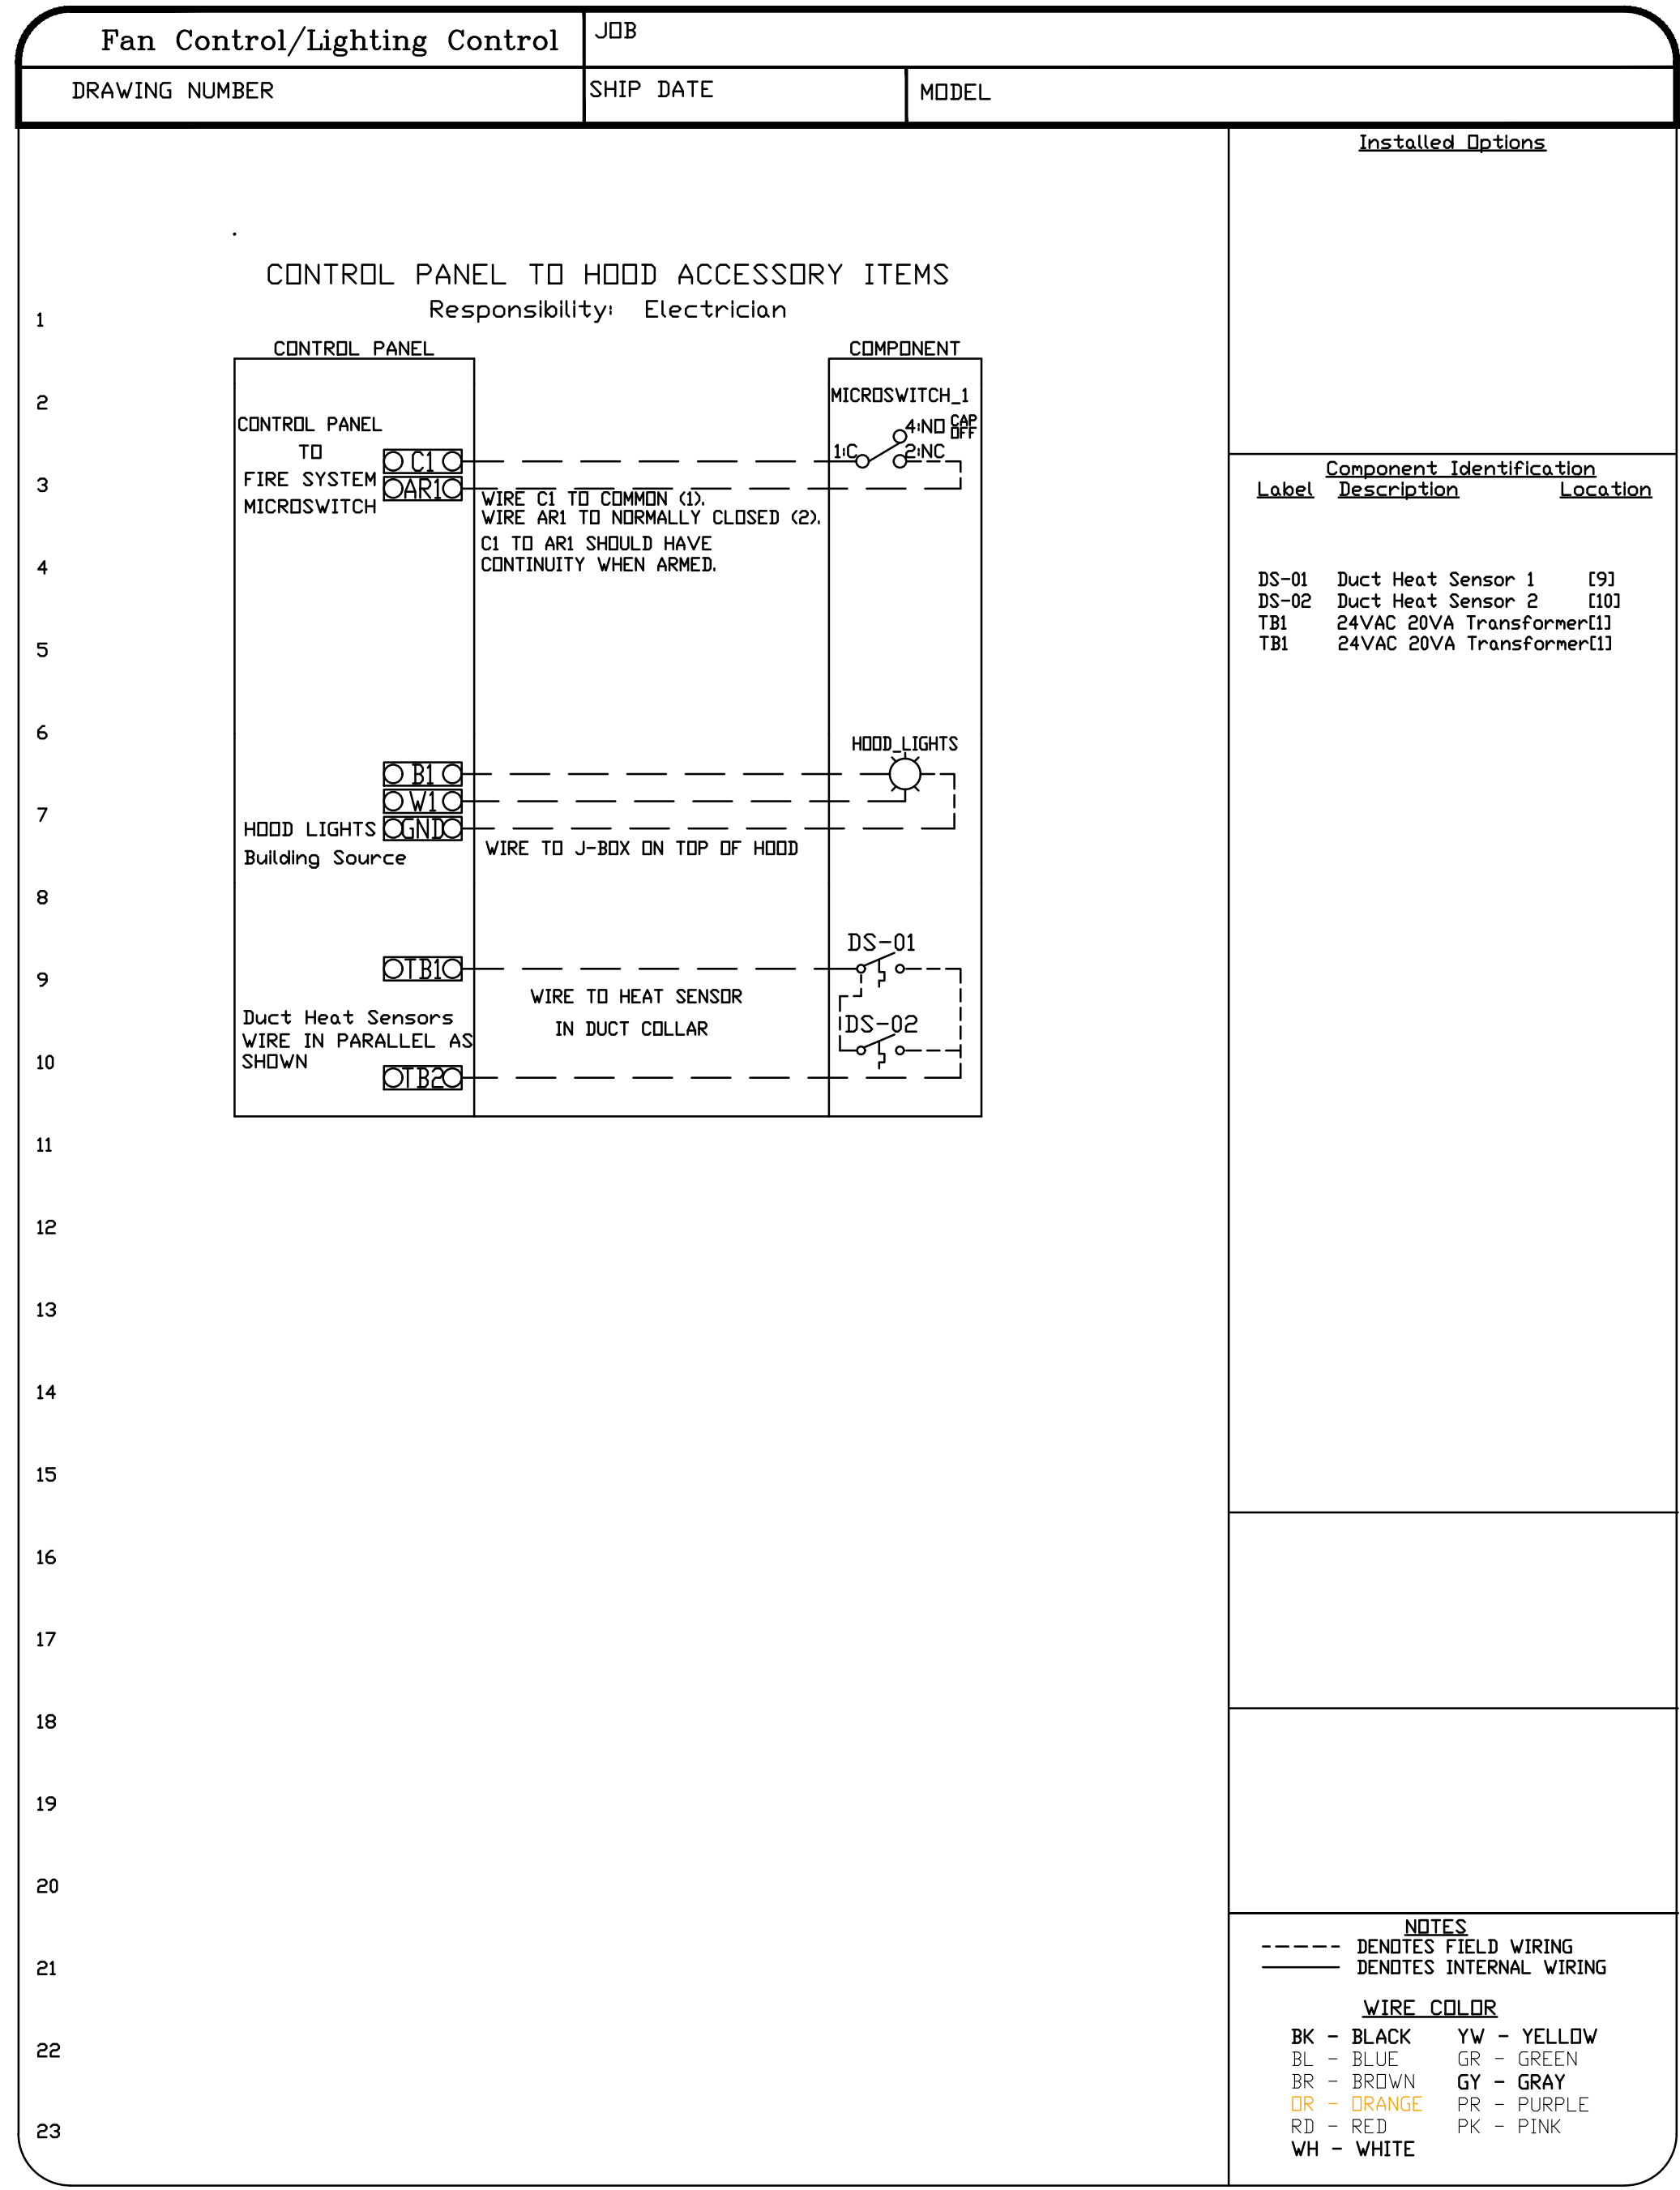 Fan Control/Lighting Control
JOB
DRAWING NUMBER
SHIP DATE
MODEL
Installed Options
CONTROL PANEL TO HOOD ACCESSORY ITEMS
Responsibility: Electrician
CONTROL PANEL
COMPONENT
MICROSWITCH_1
CONTROL PANEL
TO
FIRE SYSTEM
MICROSWITCH
C1
AR1
1:C
4:NO
CAP
OFF
2:NC
WIRE C1 TO COMMON (1).
WIRE AR1 TO NORMALLY CLOSED (2).
C1 TO AR1 SHOULD HAVE
CONTINUITY WHEN ARMED.
HOOD_LIGHTS
B1
W1
GND
HOOD LIGHTS
Building Source
WIRE TO J-BOX ON TOP OF HOOD
DS-01
TB1
WIRE TO HEAT SENSOR
IN DUCT COLLAR
DS-02
Duct Heat Sensors
WIRE IN PARALLEL AS
SHOWN
TB2
1
2
3
4
5
6
7
8
9
10
11
12
13
14
15
16
17
18
19
20
21
22
23
Component Identification
Label Description Location
DS-01 Duct Heat Sensor 1 [9]
DS-02 Duct Heat Sensor 2 [10]
TB1 24VAC 20VA Transformer[1]
TB1 24VAC 20VA Transformer[1]
NOTES
DENOTES FIELD WIRING
DENOTES INTERNAL WIRING
WIRE COLOR
BK - BLACK YW - YELLOW
BL - BLUE GR - GREEN
BR - BROWN GY - GRAY
OR - ORANGE PR - PURPLE
RD - RED PK - PINK
WH - WHITE